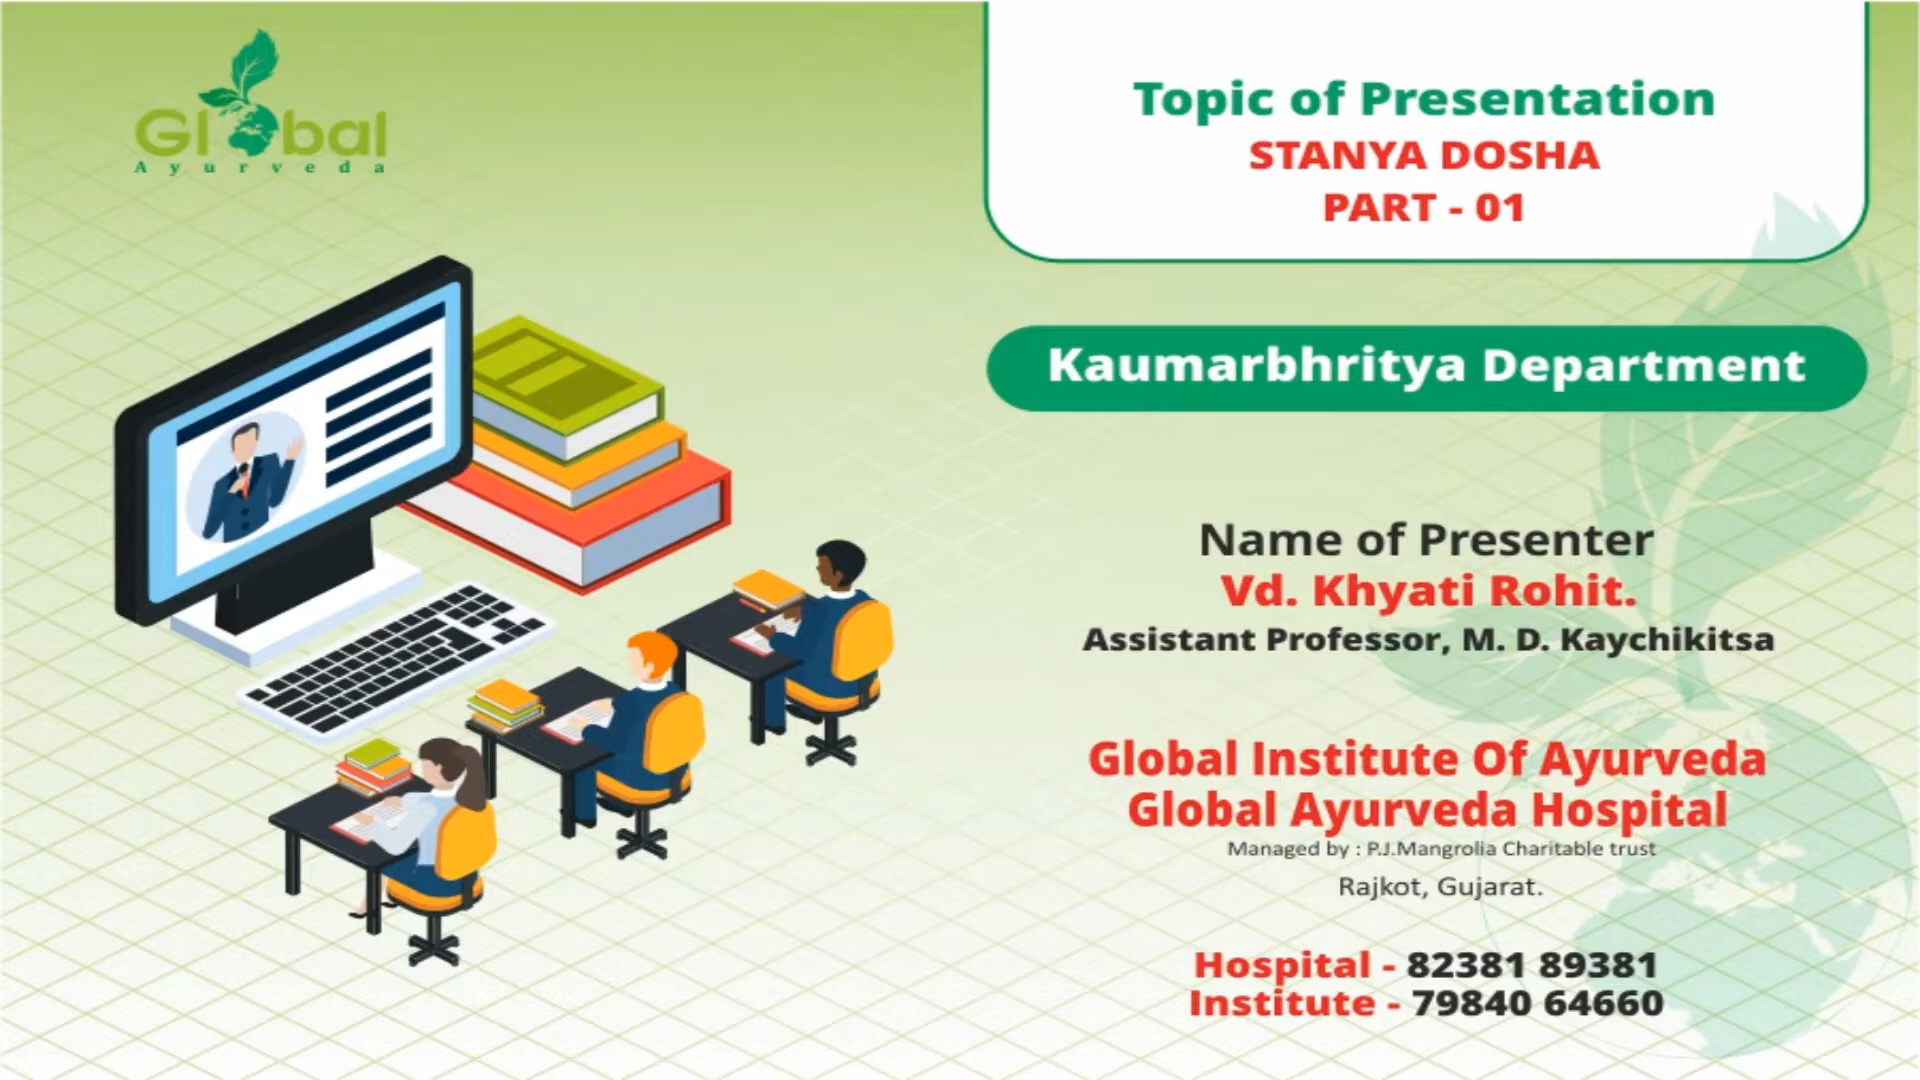 Global
Ayurveda
Topic of Presentation
STANYA DOSHA
PART - 01
Kaumarbhritya Department
Name of Presenter
Vd. Khyati Rohit.
Assistant Professor, M. D. Kaychikitsa
Global Institute Of Ayurveda
Global Ayurveda Hospital
Managed by : P.J.Mangrolia Charitable trust
Rajkot, Gujarat.
Hospital - 82381 89381
Institute - 79840 64660